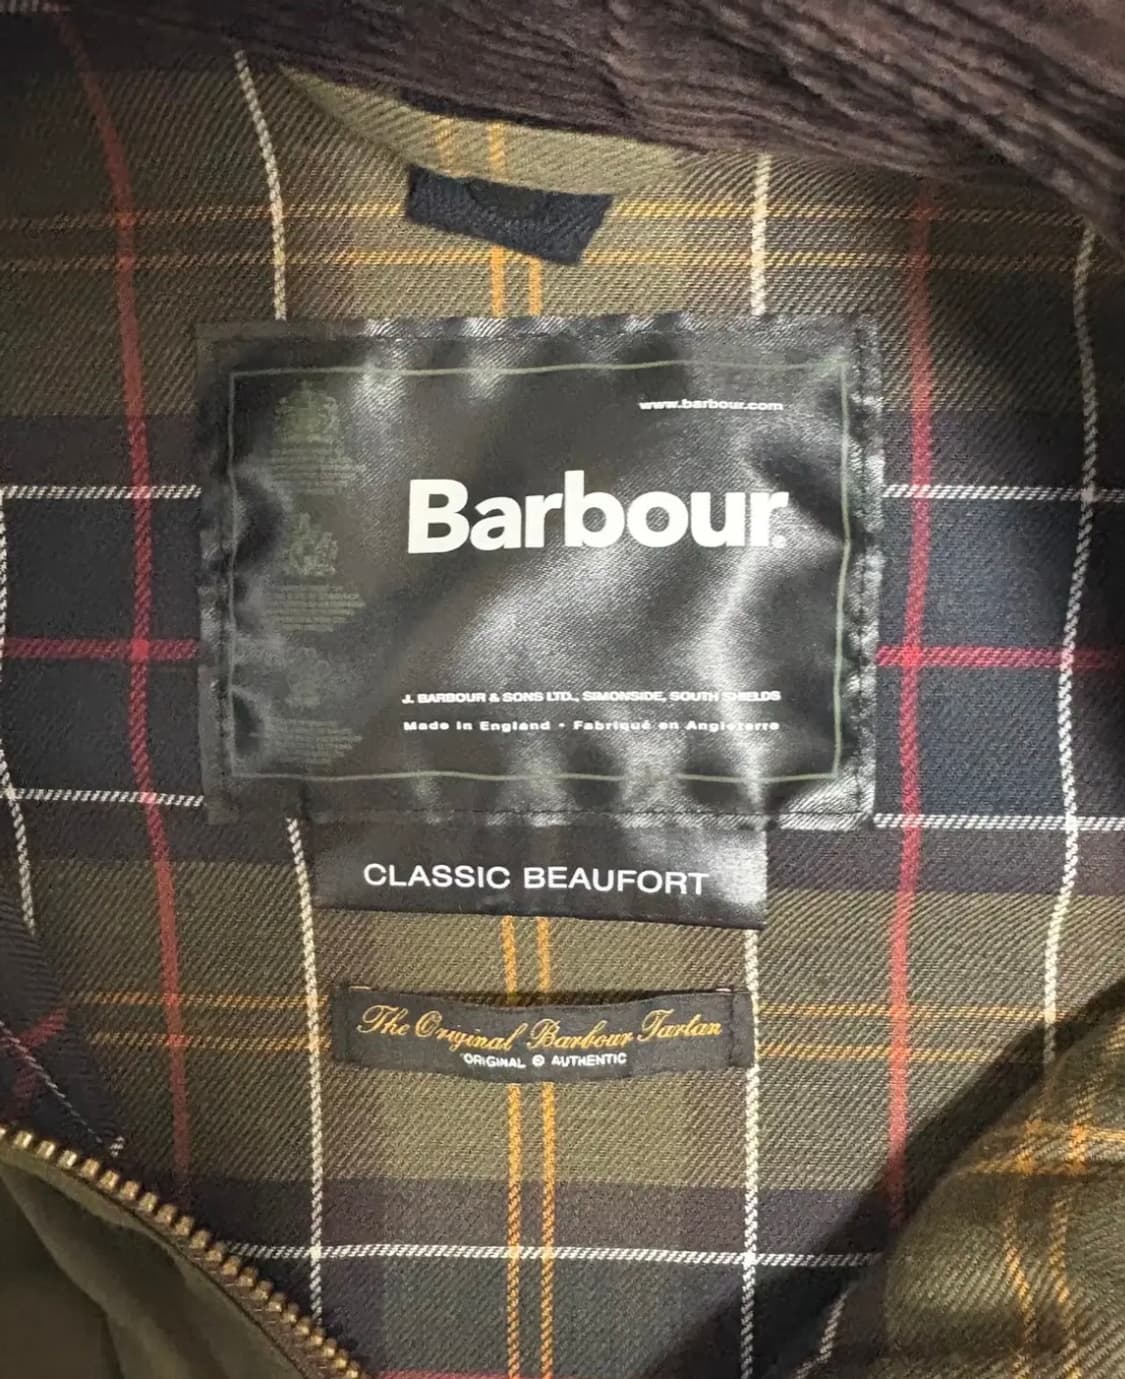 www.barbour.com
Barbour.
J. BARBOUR & SONS LTD., SIMONSIDE, SOUTH SHIELDS
Made in England • Fabriqué en Angleterre
CLASSIC BEAUFORT
The Original Barbour Tartan
ORIGINAL & AUTHENTIC